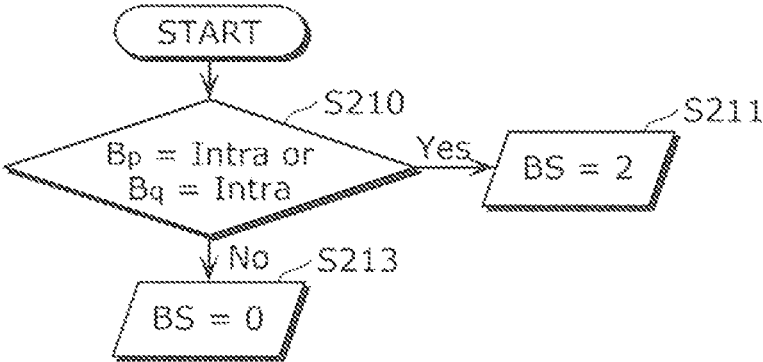 START
S210
Bp = Intra or
Bq = Intra
Yes
S211
BS = 2
No
S213
BS = 0